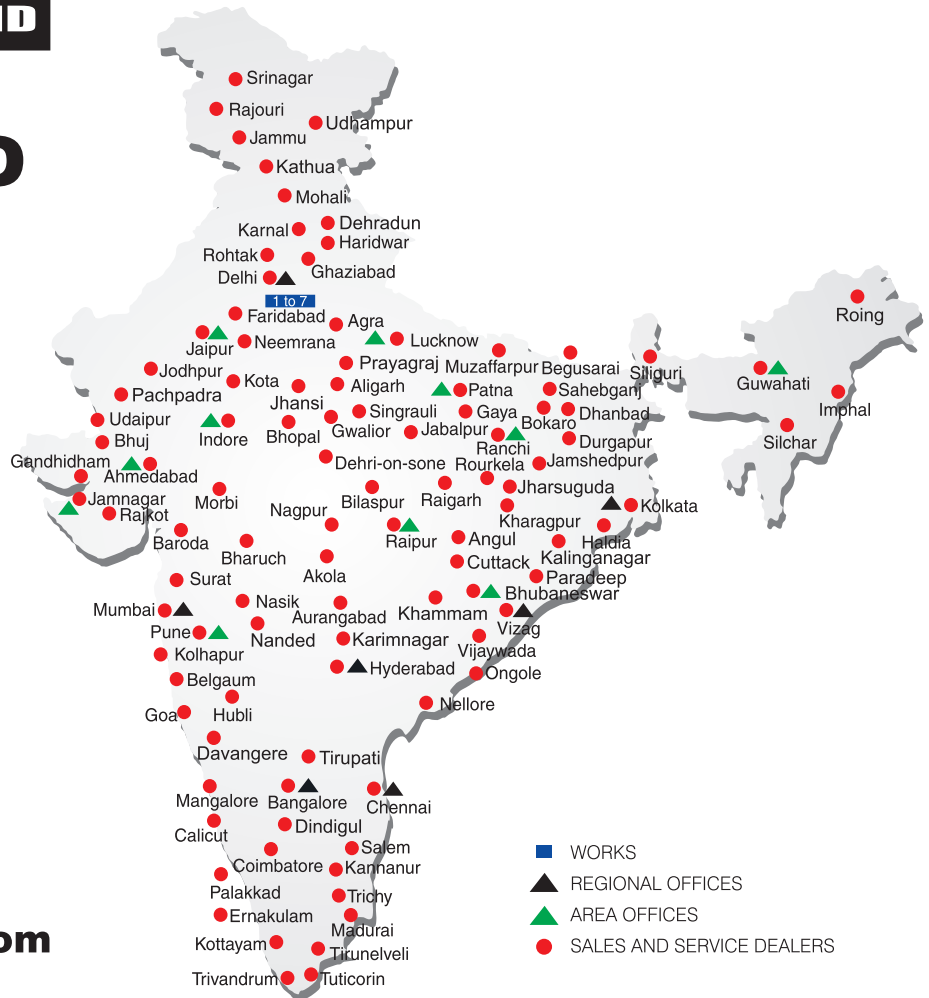 Srinagar
Rajouri
Udhampur
Jammu
Kathua
Mohali
Karnal
Dehradun
Haridwar
Rohtak
Ghaziabad
Delhi
1 to 7
Faridabad
Agra
Jaipur
Neemrana
Lucknow
Prayagraj
Muzaffarpur
Begusarai
Siliguri
Roing
Guwahati
Imphal
Silchar
Jodhpur
Kota
Aligarh
Patna
Sahebganj
Pachpadra
Jhansi
Singrauli
Gaya
Bokaro
Dhanbad
Udaipur
Indore
Bhopal
Gwalior
Jabalpur
Ranchi
Durgapur
Bhuj
Gandhidham
Ahmedabad
Dehri-on-sone
Rourkela
Jamshedpur
Jamnagar
Morbi
Bilaspur
Raigarh
Jharsuguda
Rajkot
Nagpur
Kharagpur
Kolkata
Baroda
Bharuch
Raipur
Angul
Haldia
Kalinganagar
Akola
Cuttack
Surat
Paradeep
Bhubaneswar
Mumbai
Nasik
Aurangabad
Khammam
Vizag
Pune
Nanded
Karimnagar
Vijaywada
Kolhapur
Hyderabad
Ongole
Belgaum
Goa
Hubli
Nellore
Davangere
Tirupati
Mangalore
Bangalore
Chennai
Calicut
Dindigul
Salem
Coimbatore
Kannanur
Palakkad
Trichy
Ernakulam
Madurai
Kottayam
Tirunelveli
Trivandrum
Tuticorin
WORKS
REGIONAL OFFICES
AREA OFFICES
SALES AND SERVICE DEALERS
om